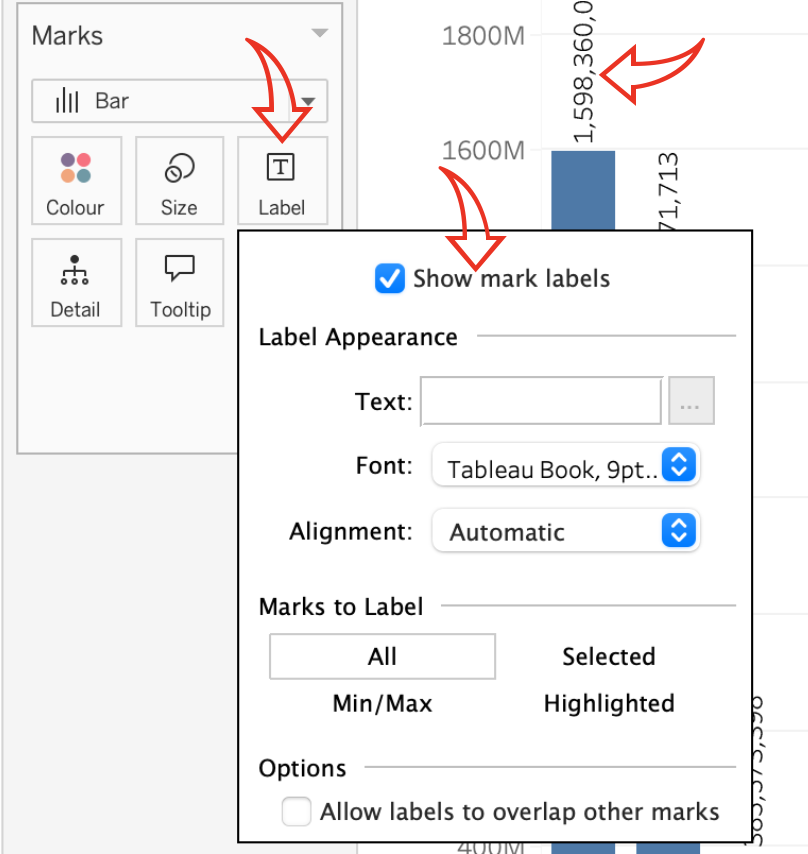 Marks
Bar
Colour
Size
Label
Detail
Tooltip
1800M
1,598,360,0
1600M
71,713
Show mark labels
Label Appearance
Text:
...
Font:
Tableau Book, 9pt..
Alignment:
Automatic
Marks to Label
All
Selected
Min/Max
Highlighted
Options
Allow labels to overlap other marks
400M